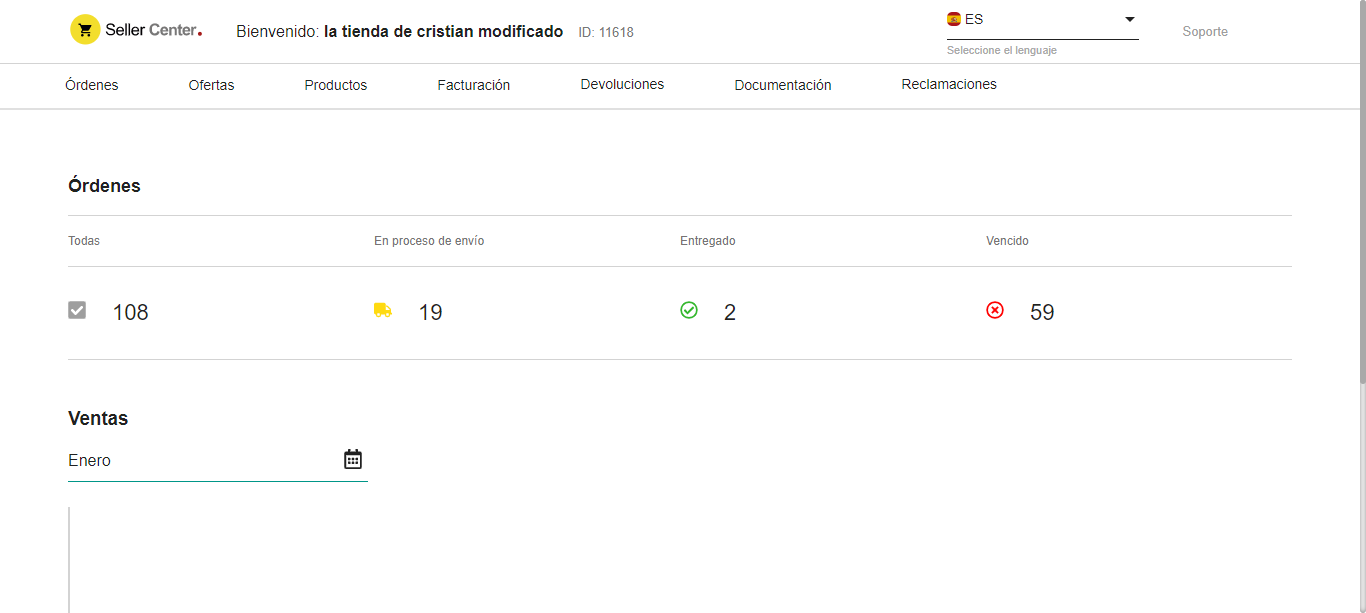 Seller Center. Bienvenido: la tienda de cristian modificado ID: 11618 ES Soporte
Seleccione el lenguaje
Órdenes Ofertas Productos Facturación Devoluciones Documentación Reclamaciones
Órdenes
Todas En proceso de envío Entregado Vencido
108 19 2 59
Ventas
Enero